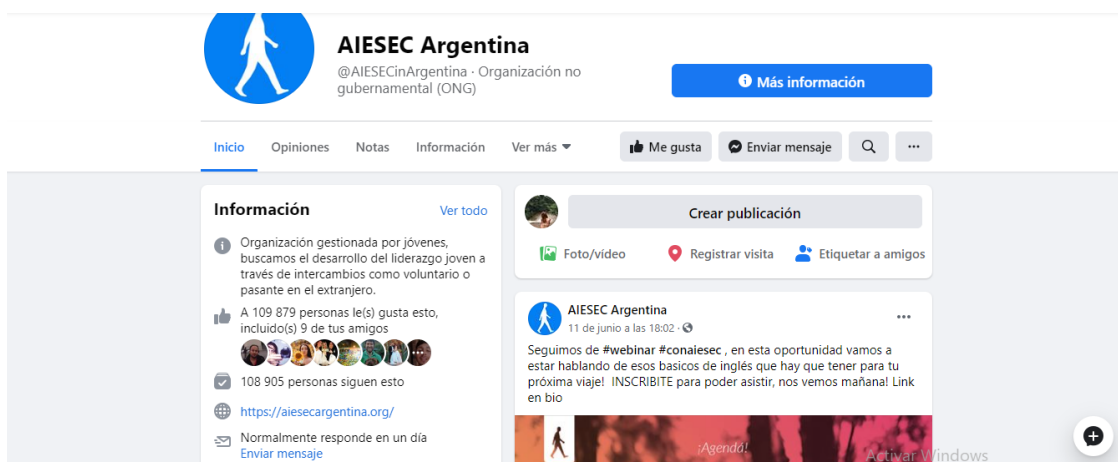 AIESEC Argentina
@AIESECinArgentina · Organización no
gubernamental (ONG)
Más información
Inicio
Opiniones
Notas
Información
Ver más
Me gusta
Enviar mensaje
Información
Ver todo
Organización gestionada por jóvenes,
buscamos el desarrollo del liderazgo joven a
través de intercambios como voluntario o
pasante en el extranjero.
A 109 879 personas le(s) gusta esto,
incluido(s) 9 de tus amigos
108 905 personas siguen esto
https://aiesecargentina.org/
Normalmente responde en un día
Enviar mensaje
Crear publicación
Foto/vídeo
Registrar visita
Etiquetar a amigos
AIESEC Argentina
11 de junio a las 18:02 ·
Seguimos de #webinar #conaiesec , en esta oportunidad vamos a
estar hablando de esos basicos de inglés que hay que tener para tu
próxima viaje! INSCRIBITE para poder asistir, nos vemos mañana! Link
en bio
¡Agendá!
Activar Windows